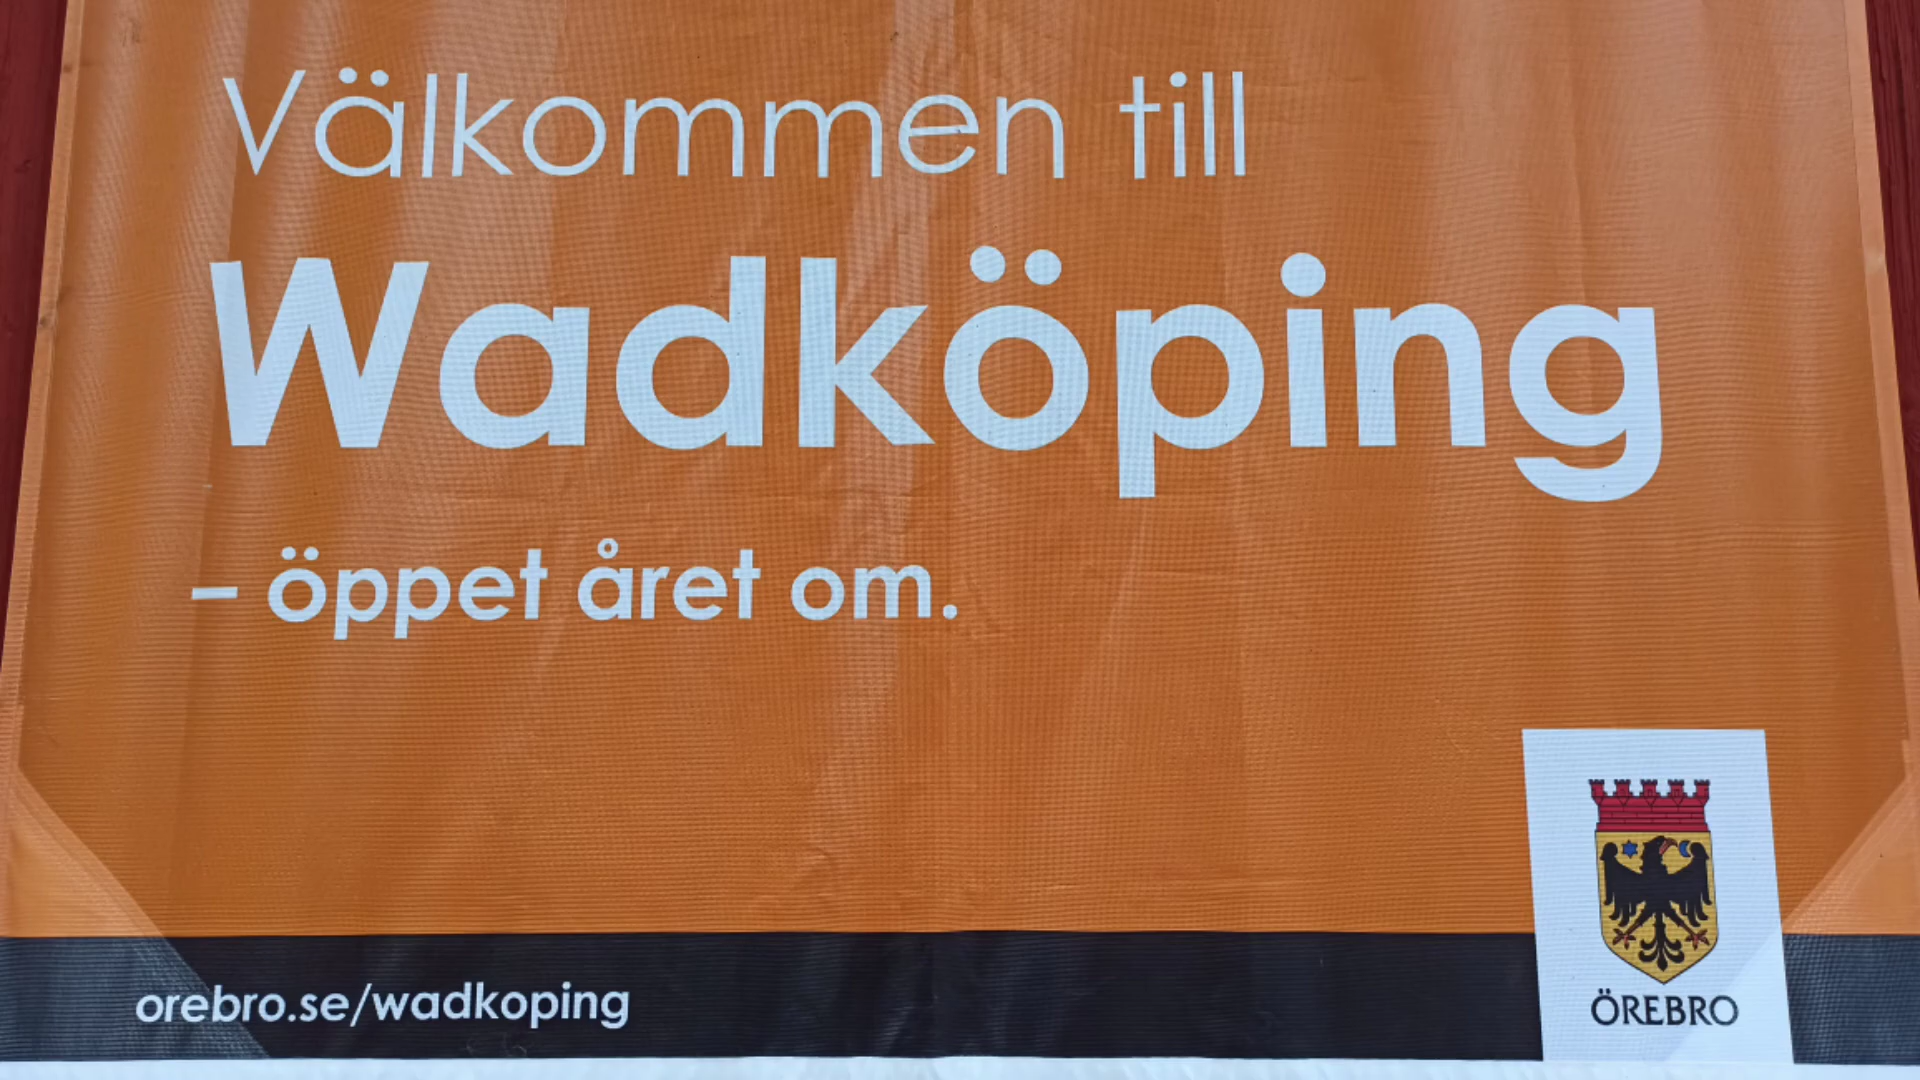 Välkommen till
Wadköping
– öppet året om.
orebro.se/wadkoping
ÖREBRO